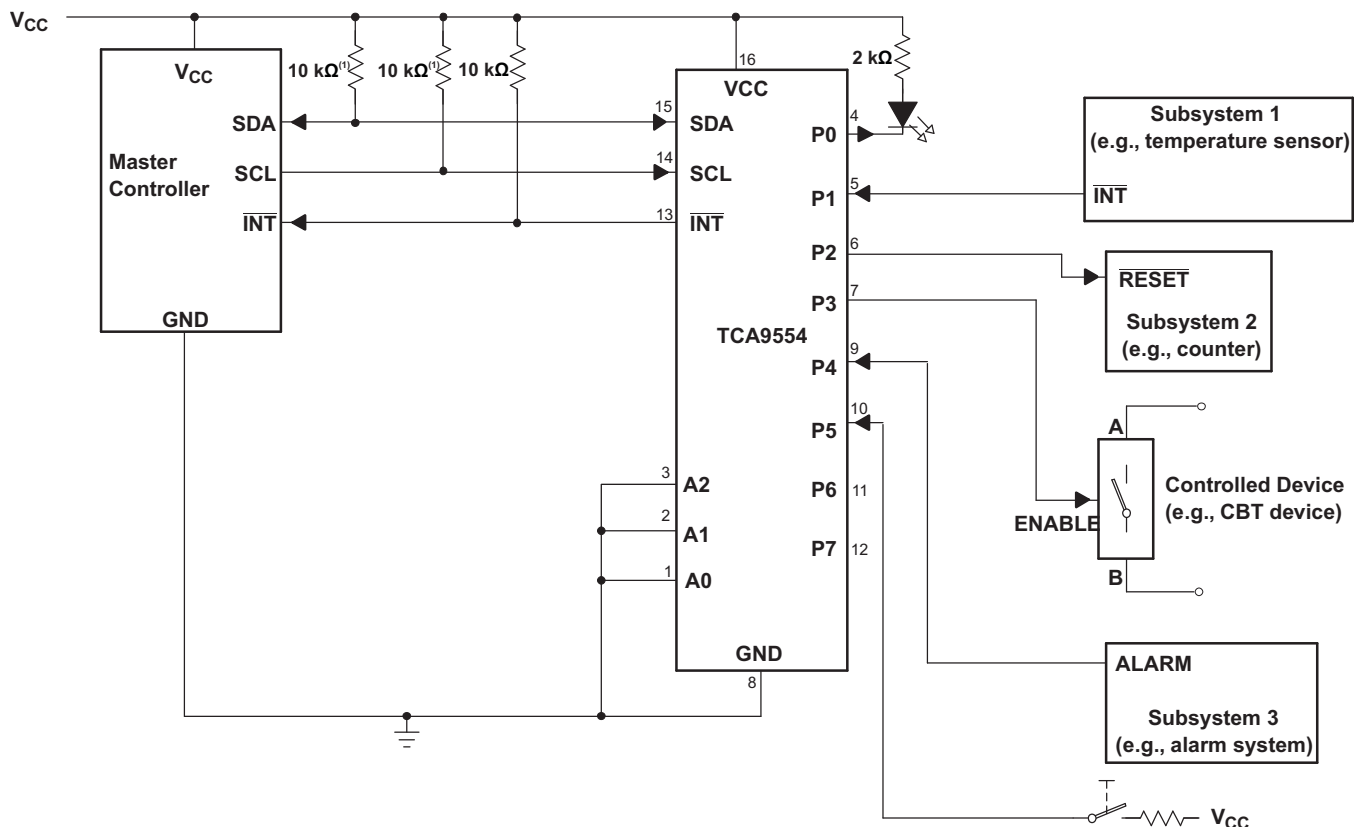 V_CC
V_CC
10 kΩ⁽¹⁾
10 kΩ⁽¹⁾
10 kΩ
16
2 kΩ
VCC
SDA
15
SDA
P0
4
Subsystem 1
(e.g., temperature sensor)
Master
Controller
SCL
14
SCL
P1
5
INT
INT
13
INT
P2
6
RESET
Subsystem 2
(e.g., counter)
GND
P3
7
TCA9554
P4
9
P5
10
A
3
A2
P6
11
ENABLE
Controlled Device
(e.g., CBT device)
2
A1
P7
12
B
1
A0
GND
8
ALARM
Subsystem 3
(e.g., alarm system)
V_CC